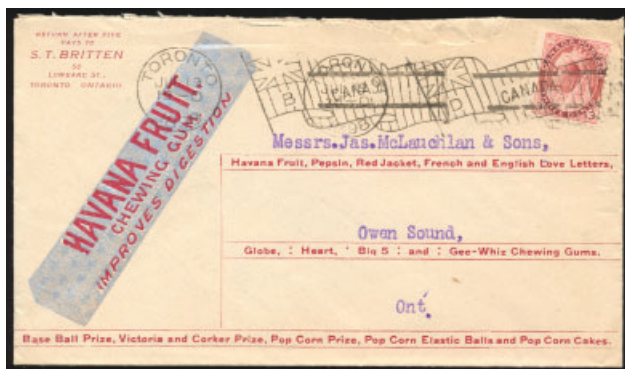 RETURN AFTER FIVE
DAYS TO
S. T. BRITTEN
TORONTO ONTARIO
HAVANA FRUIT.
CHEWING GUM.
IMPROVES DIGESTION
TORONTO
CANADA
B
D
CANADA
Messrs.Jas.McLauchlan & Sons,
Havana Fruit, Pepsin, Red Jacket, French and English Love Letters,
Owen Sound,
Globe, : Heart, ' Big 5 : and : Gee-Whiz Chewing Gums.
Ont.
Base Ball Prize, Victoria and Corker Prize, Pop Corn Prize, Pop Corn Elastic Balls and Pop Corn Cakes.